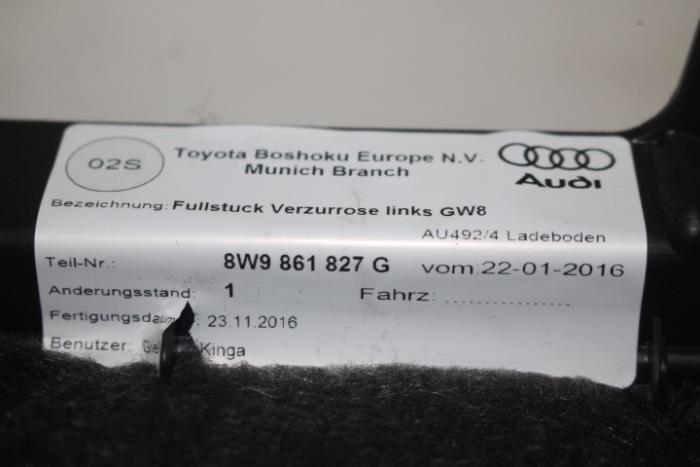 02S
Toyota Boshoku Europe N.V.
Munich Branch
Audi
Bezeichnung: Fullstuck Verzurrose links GW8
AU492/4 Ladeboden
Teil-Nr.: 8W9 861 827 G vom: 22-01-2016
Anderungsstand: 1 Fahrz: ................
Fertigungsdatum: 23.11.2016
Benutzer: Kinga